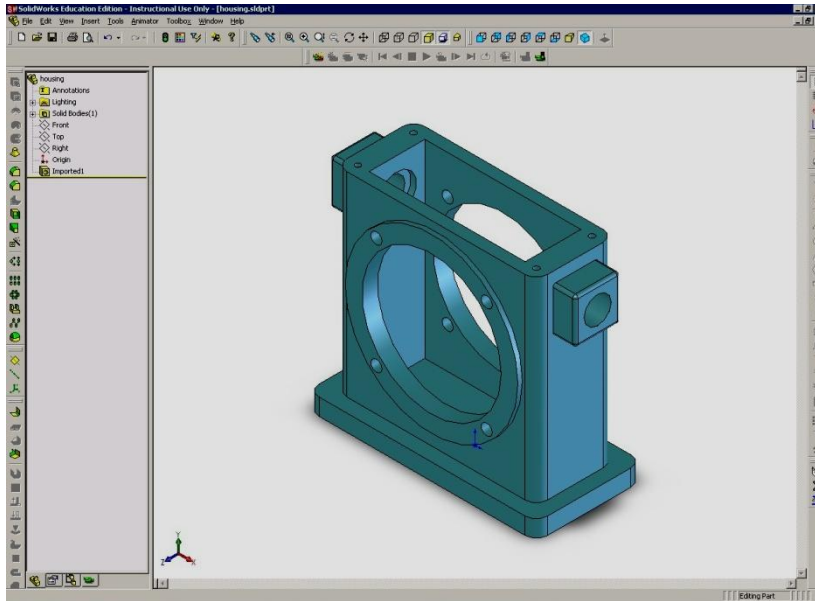 SolidWorks Education Edition - Instructional Use Only - [housing.sldprt]
File Edit View Insert Tools Animator Toolbox Window Help
housing
Annotations
Lighting
Solid Bodies(1)
Front
Top
Right
Origin
Imported1
Y
Z
X
Editing Part